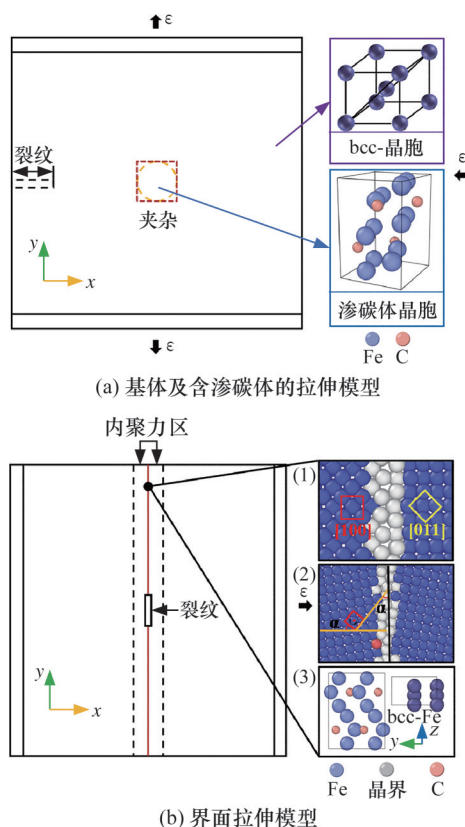 ε
裂纹
夹杂
y
x
ε
bcc-晶胞
ε
渗碳体晶胞
Fe C
(a) 基体及含渗碳体的拉伸模型
内聚力区
裂纹
y
x
(1)
[100] [011]
(2)
ε
α α
(3)
bcc-Fe
y z
Fe 晶界 C
(b) 界面拉伸模型